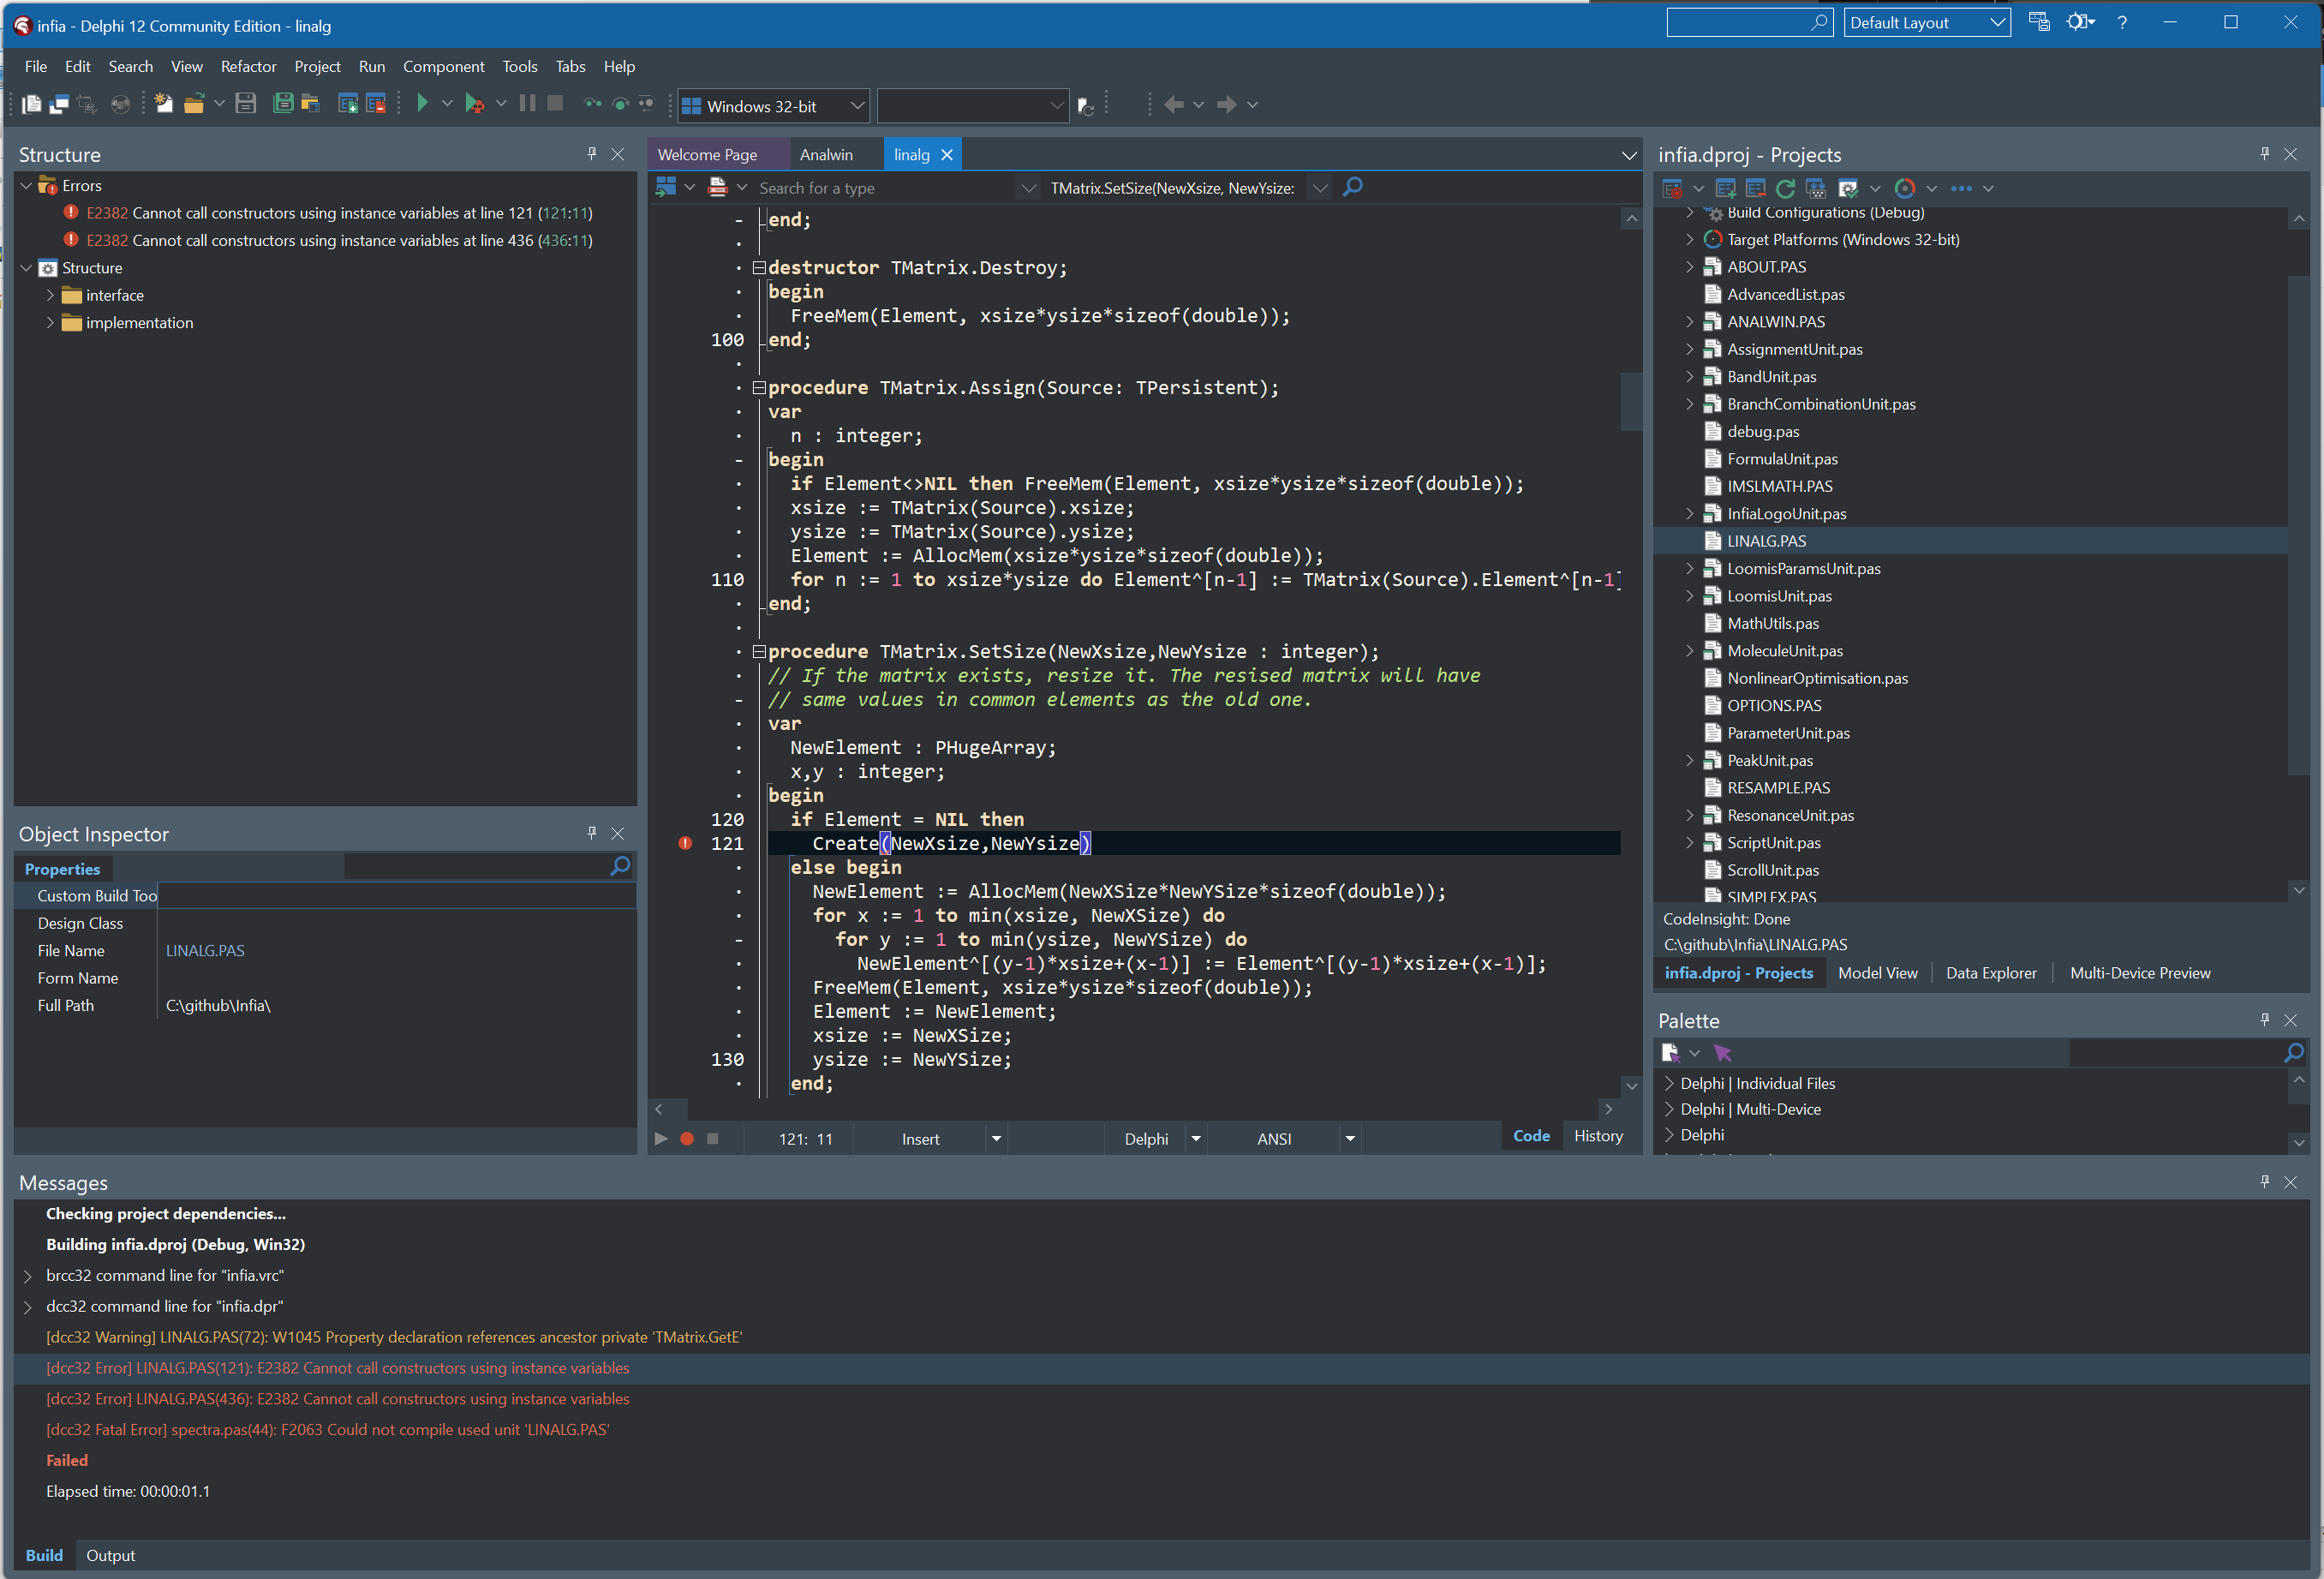 infia - Delphi 12 Community Edition - linalg
Default Layout
File Edit Search View Refactor Project Run Component Tools Tabs Help
Windows 32-bit
Structure
Errors
E2382 Cannot call constructors using instance variables at line 121 (121:11)
E2382 Cannot call constructors using instance variables at line 436 (436:11)
Structure
interface
implementation
Object Inspector
Properties
Custom Build Too
Design Class
File Name LINALG.PAS
Form Name
Full Path C:\github\Infia\
Welcome Page Analwin linalg
Search for a type TMatrix.SetSize(NewXsize, NewYsize:
end;
destructor TMatrix.Destroy;
begin
FreeMem(Element, xsize*ysize*sizeof(double));
100 end;
procedure TMatrix.Assign(Source: TPersistent);
var
n : integer;
begin
if Element<>NIL then FreeMem(Element, xsize*ysize*sizeof(double));
xsize := TMatrix(Source).xsize;
ysize := TMatrix(Source).ysize;
Element := AllocMem(xsize*ysize*sizeof(double));
110 for n := 1 to xsize*ysize do Element^[n-1] := TMatrix(Source).Element^[n-1]
end;
procedure TMatrix.SetSize(NewXsize,NewYsize : integer);
// If the matrix exists, resize it. The resised matrix will have
// same values in common elements as the old one.
var
NewElement : PHugeArray;
x,y : integer;
begin
120 if Element = NIL then
121 Create(NewXsize,NewYsize)
else begin
NewElement := AllocMem(NewXSize*NewYSize*sizeof(double));
for x := 1 to min(xsize, NewXSize) do
for y := 1 to min(ysize, NewYSize) do
NewElement^[(y-1)*xsize+(x-1)] := Element^[(y-1)*xsize+(x-1)];
FreeMem(Element, xsize*ysize*sizeof(double));
Element := NewElement;
xsize := NewXSize;
130 ysize := NewYSize;
end;
121: 11 Insert Delphi ANSI Code History
infia.dproj - Projects
Build Configurations (Debug)
Target Platforms (Windows 32-bit)
ABOUT.PAS
AdvancedList.pas
ANALWIN.PAS
AssignmentUnit.pas
BandUnit.pas
BranchCombinationUnit.pas
debug.pas
FormulaUnit.pas
IMSLMATH.PAS
InfiaLogoUnit.pas
LINALG.PAS
LoomisParamsUnit.pas
LoomisUnit.pas
MathUtils.pas
MoleculeUnit.pas
NonlinearOptimisation.pas
OPTIONS.PAS
ParameterUnit.pas
PeakUnit.pas
RESAMPLE.PAS
ResonanceUnit.pas
ScriptUnit.pas
ScrollUnit.pas
SIMPLEX.PAS
CodeInsight: Done
C:\github\Infia\LINALG.PAS
infia.dproj - Projects Model View Data Explorer Multi-Device Preview
Palette
Delphi | Individual Files
Delphi | Multi-Device
Delphi
Messages
Checking project dependencies...
Building infia.dproj (Debug, Win32)
brcc32 command line for "infia.vrc"
dcc32 command line for "infia.dpr"
[dcc32 Warning] LINALG.PAS(72): W1045 Property declaration references ancestor private 'TMatrix.GetE'
[dcc32 Error] LINALG.PAS(121): E2382 Cannot call constructors using instance variables
[dcc32 Error] LINALG.PAS(436): E2382 Cannot call constructors using instance variables
[dcc32 Fatal Error] spectra.pas(44): F2063 Could not compile used unit 'LINALG.PAS'
Failed
Elapsed time: 00:00:01.1
Build Output